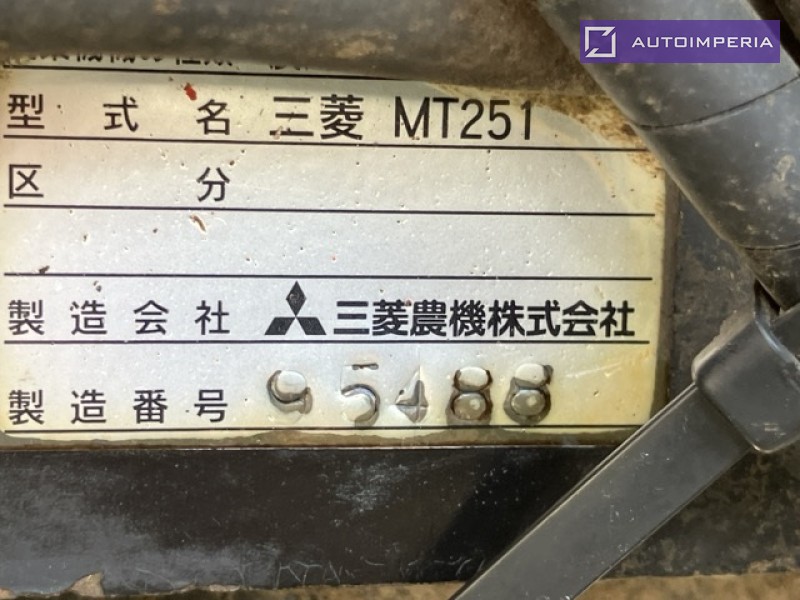 AUTOIMPERIA
型式名 三菱 MT251
区分
製造会社 三菱農機株式会社
製造番号 95488